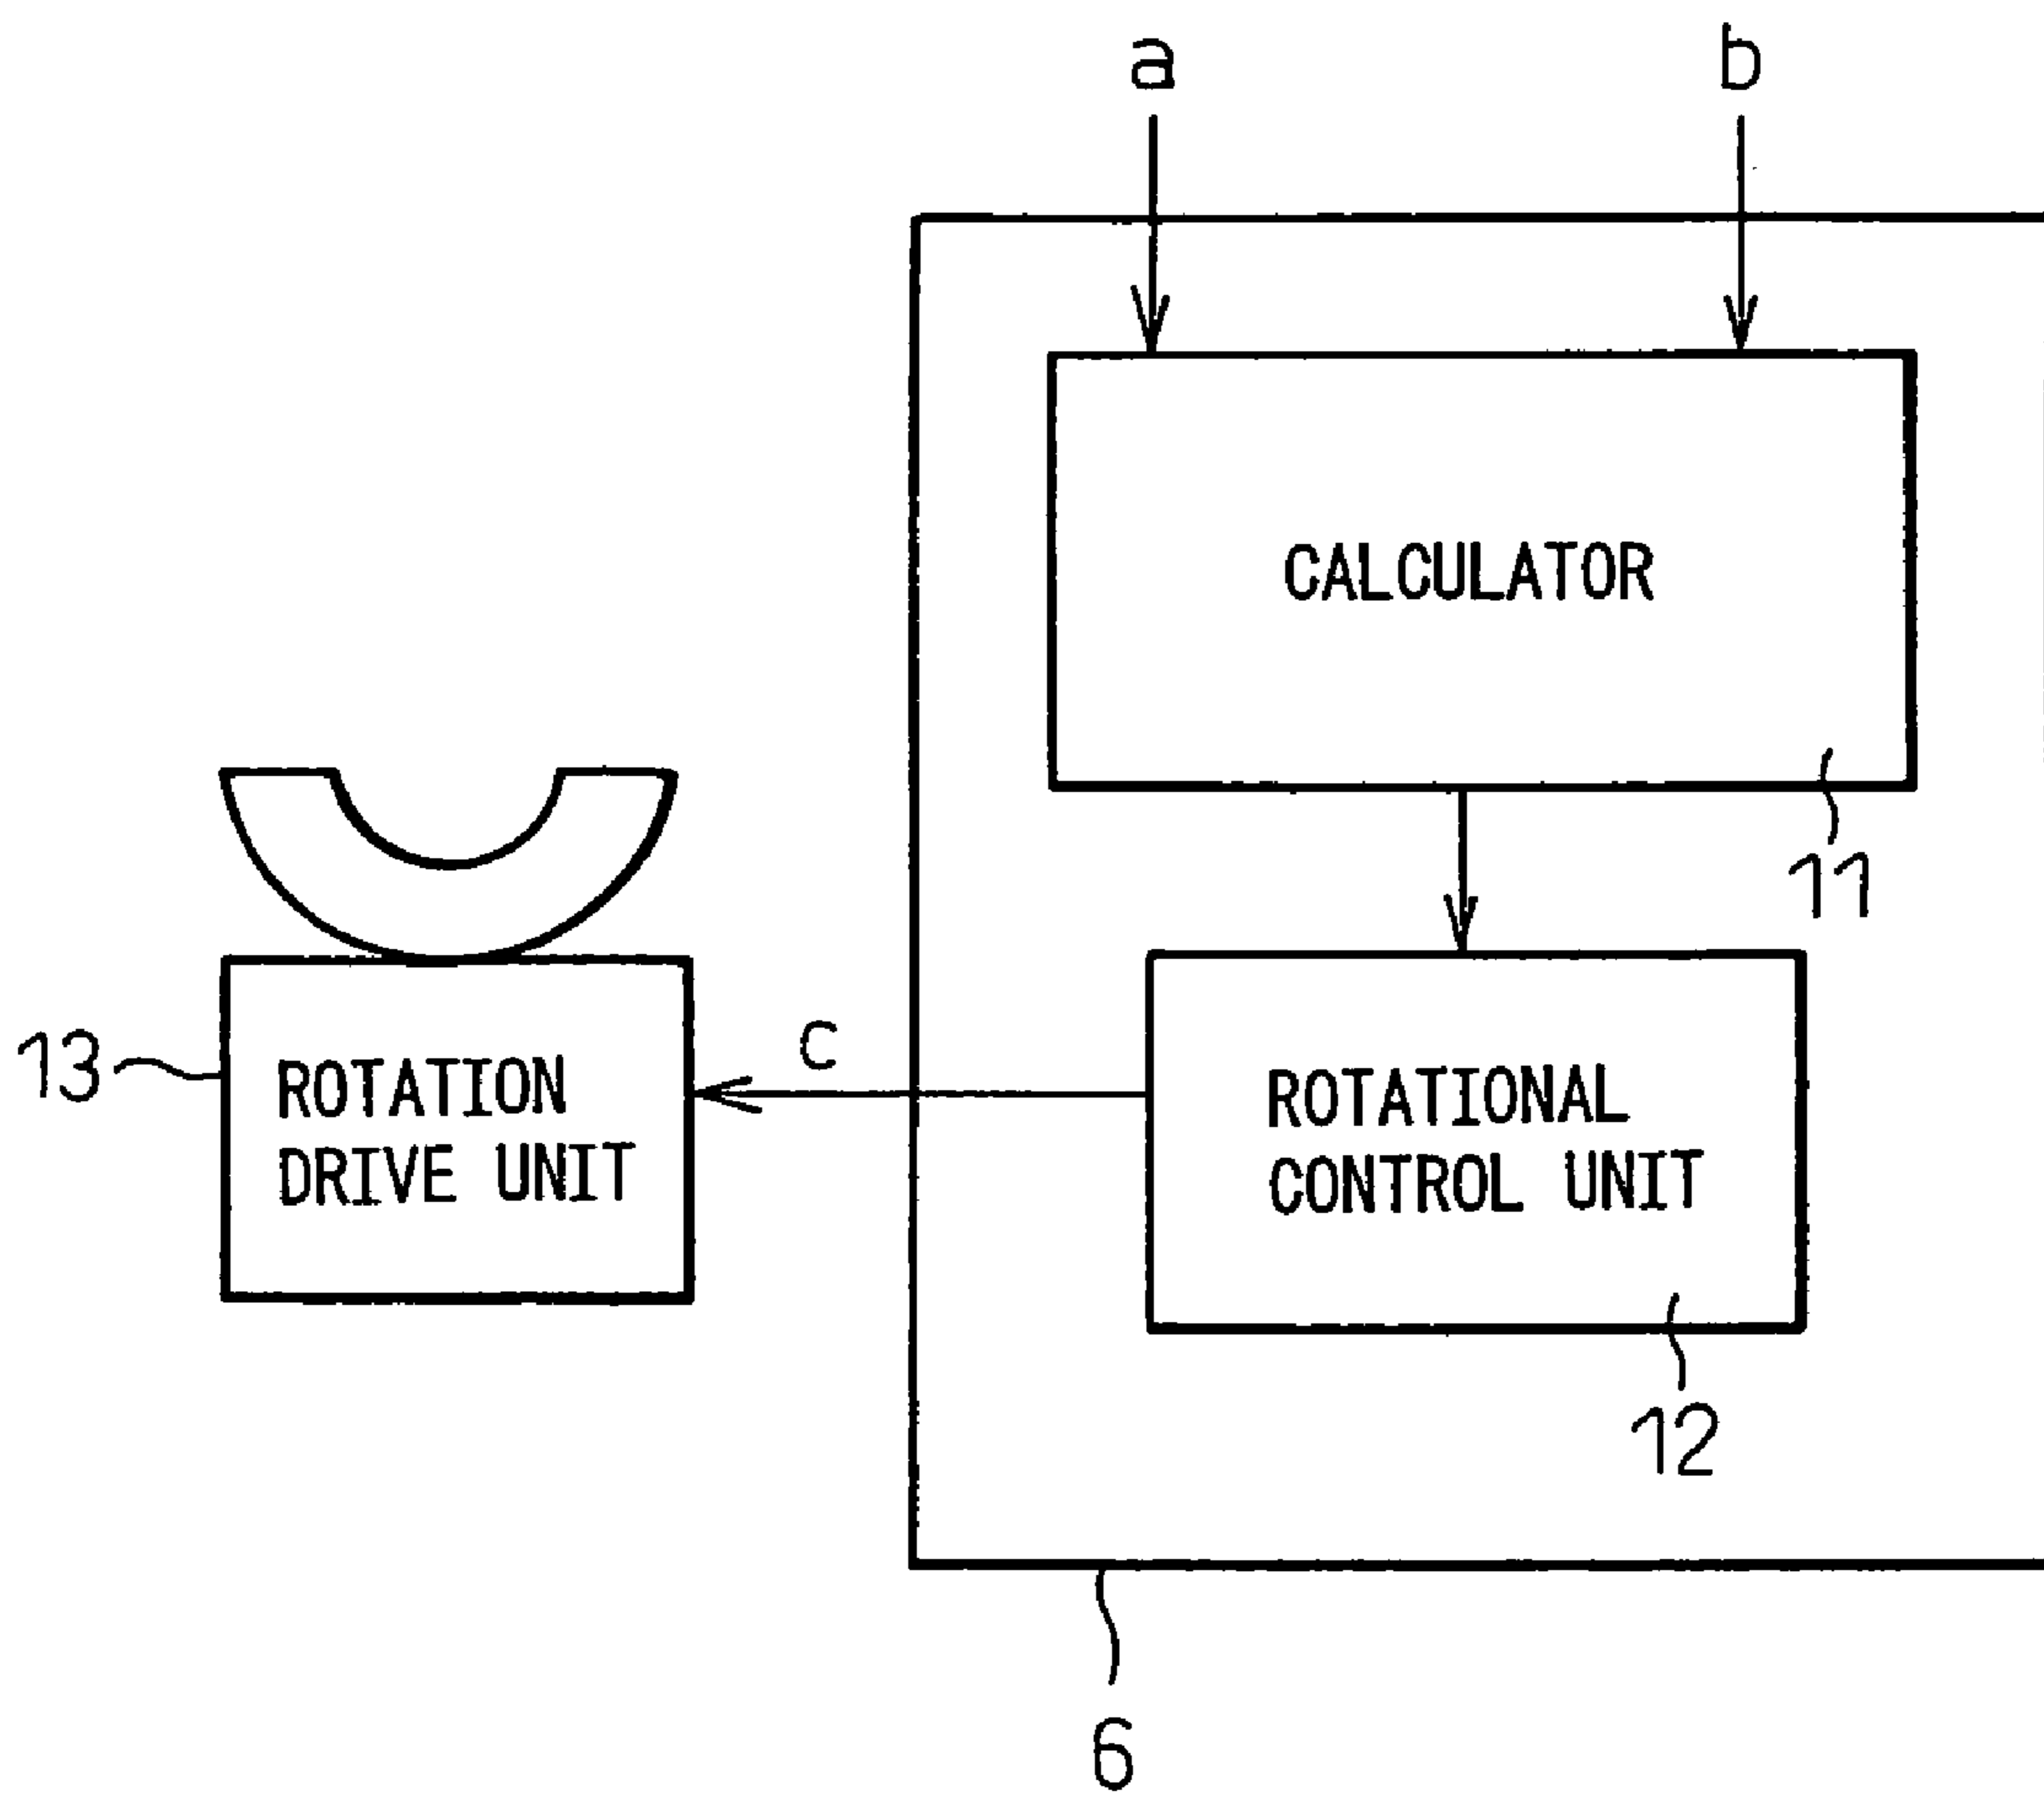 a
b
CALCULATOR
11
13
ROTATION
DRIVE UNIT
c
ROTATIONAL
CONTROL UNIT
12
6